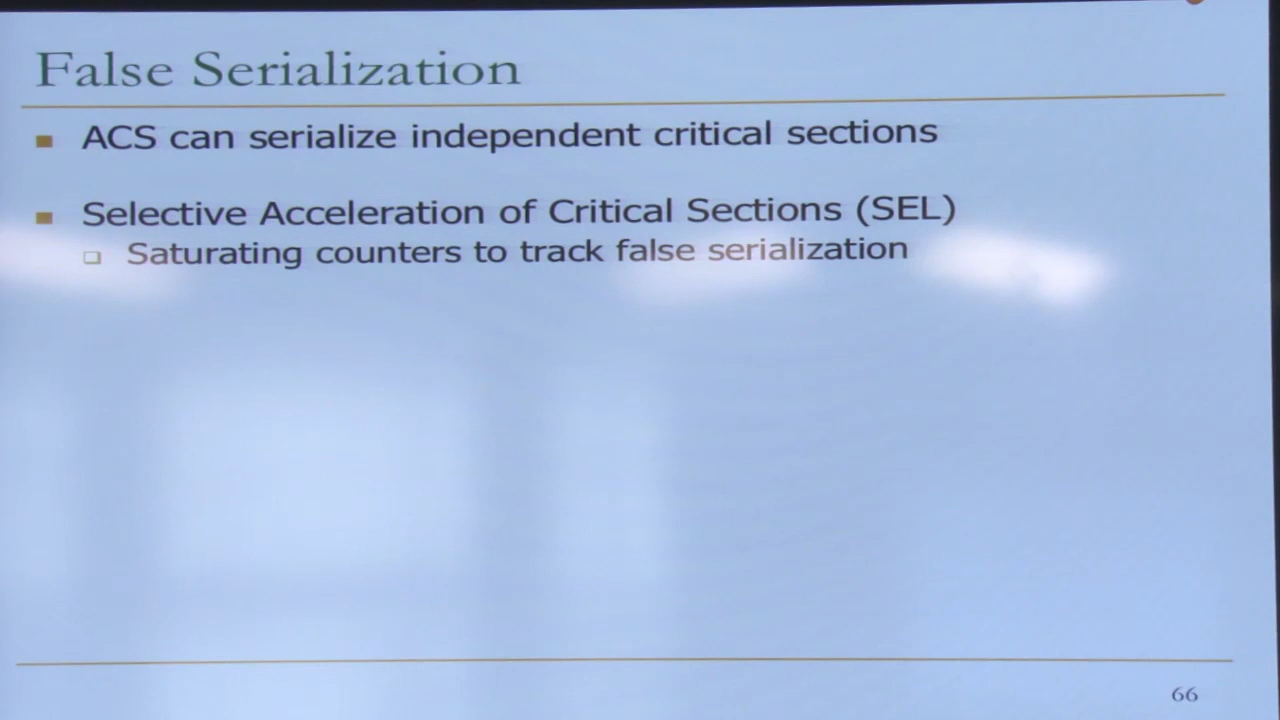 False Serialization
ACS can serialize independent critical sections
Selective Acceleration of Critical Sections (SEL)
Saturating counters to track false serialization
66